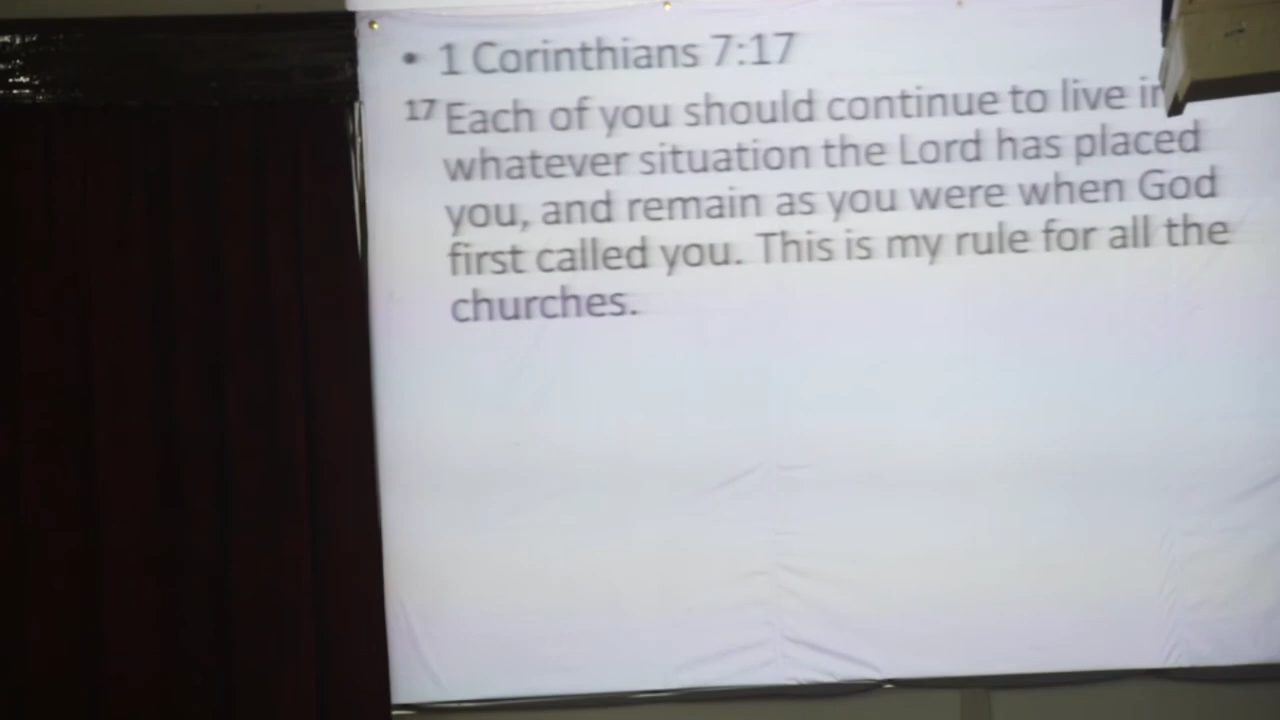 • 1 Corinthians 7:17
17 Each of you should continue to live in
whatever situation the Lord has placed
you, and remain as you were when God
first called you. This is my rule for all the
churches.